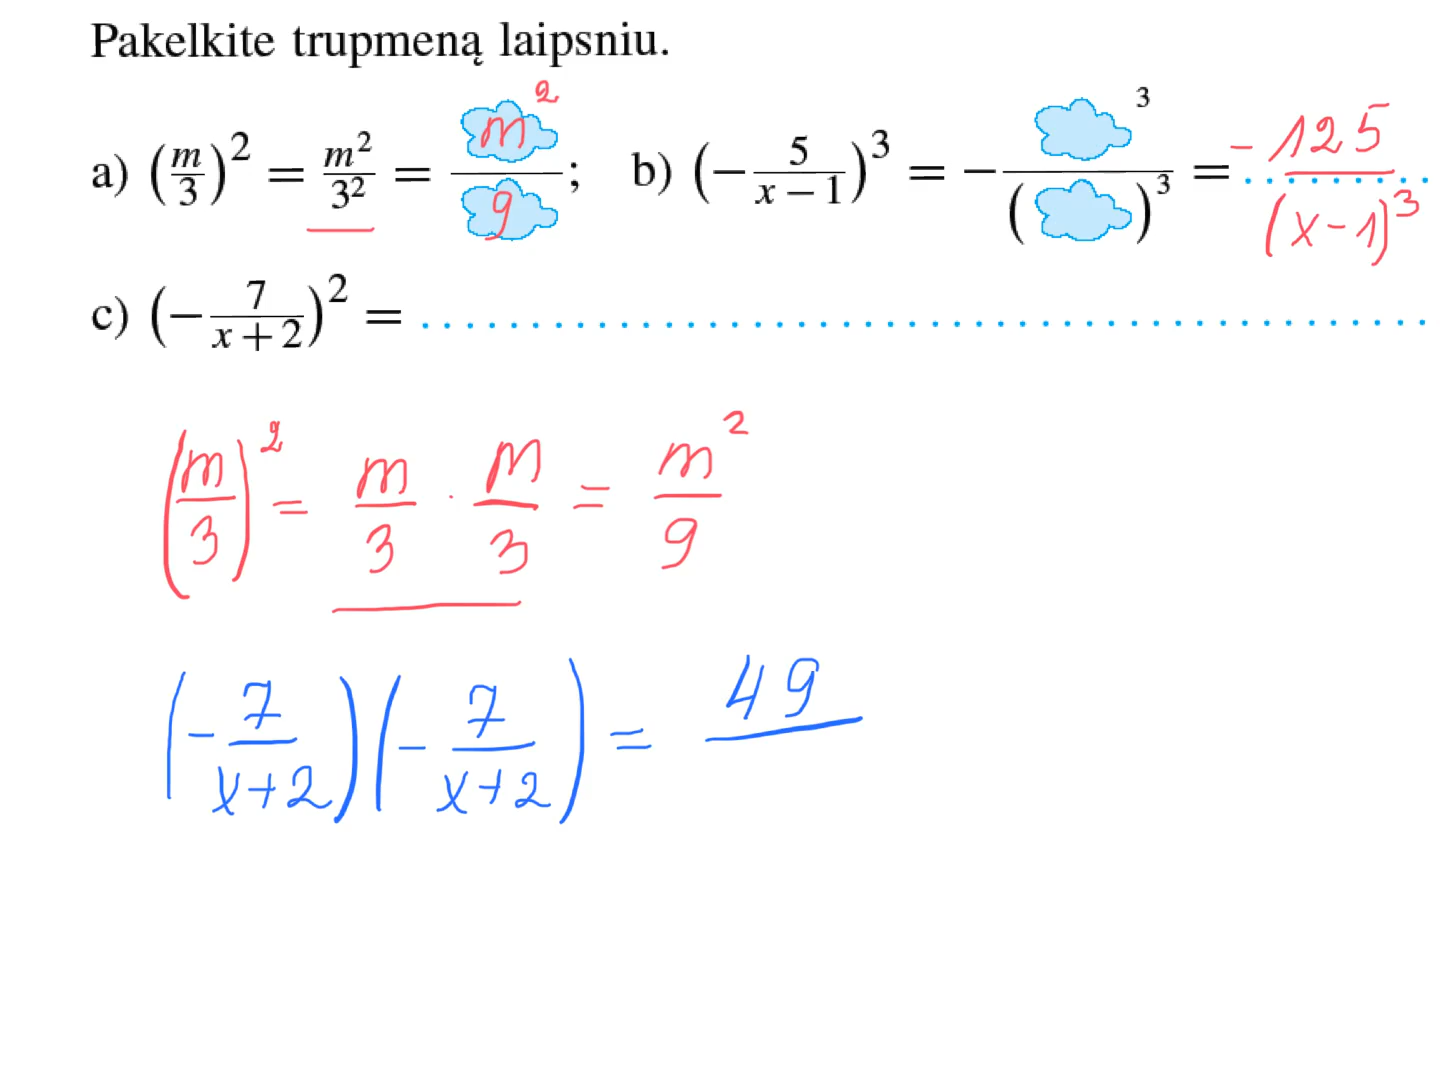 Pakelkite trupmeną laipsniu.
a) (m/3)² = m²/3² = m²/9; b) (− 5/(x − 1))³ = − ³/( )³ = − 125/(x − 1)³
c) (− 7/(x + 2))² = ................................................
(m/3)² = m/3 · m/3 = m²/9
(− 7/(x+2)) (− 7/(x+2)) = 49/